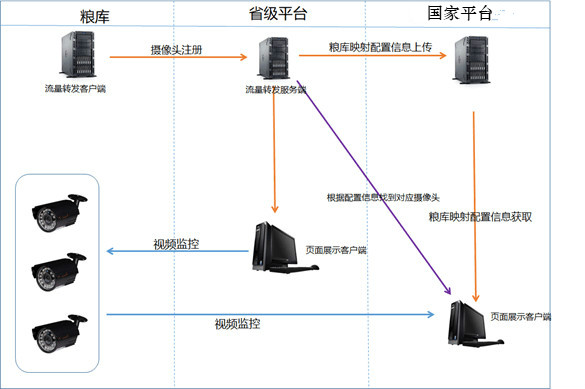 粮库
省级平台
国家平台
摄像头注册
粮库映射配置信息上传
流量转发客户端
流量转发服务端
根据配置信息找到对应摄像头
粮库映射配置信息获取
视频监控
页面展示客户端
视频监控
页面展示客户端